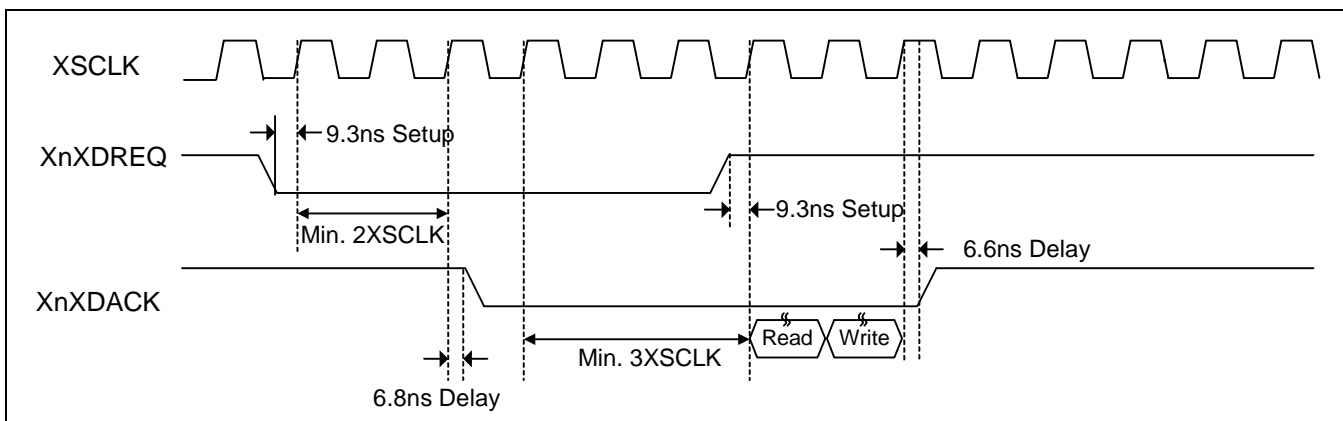 XSCLK
9.3ns Setup
XnXDREQ
9.3ns Setup
Min. 2XSCLK
6.6ns Delay
XnXDACK
Read
Write
Min. 3XSCLK
6.8ns Delay